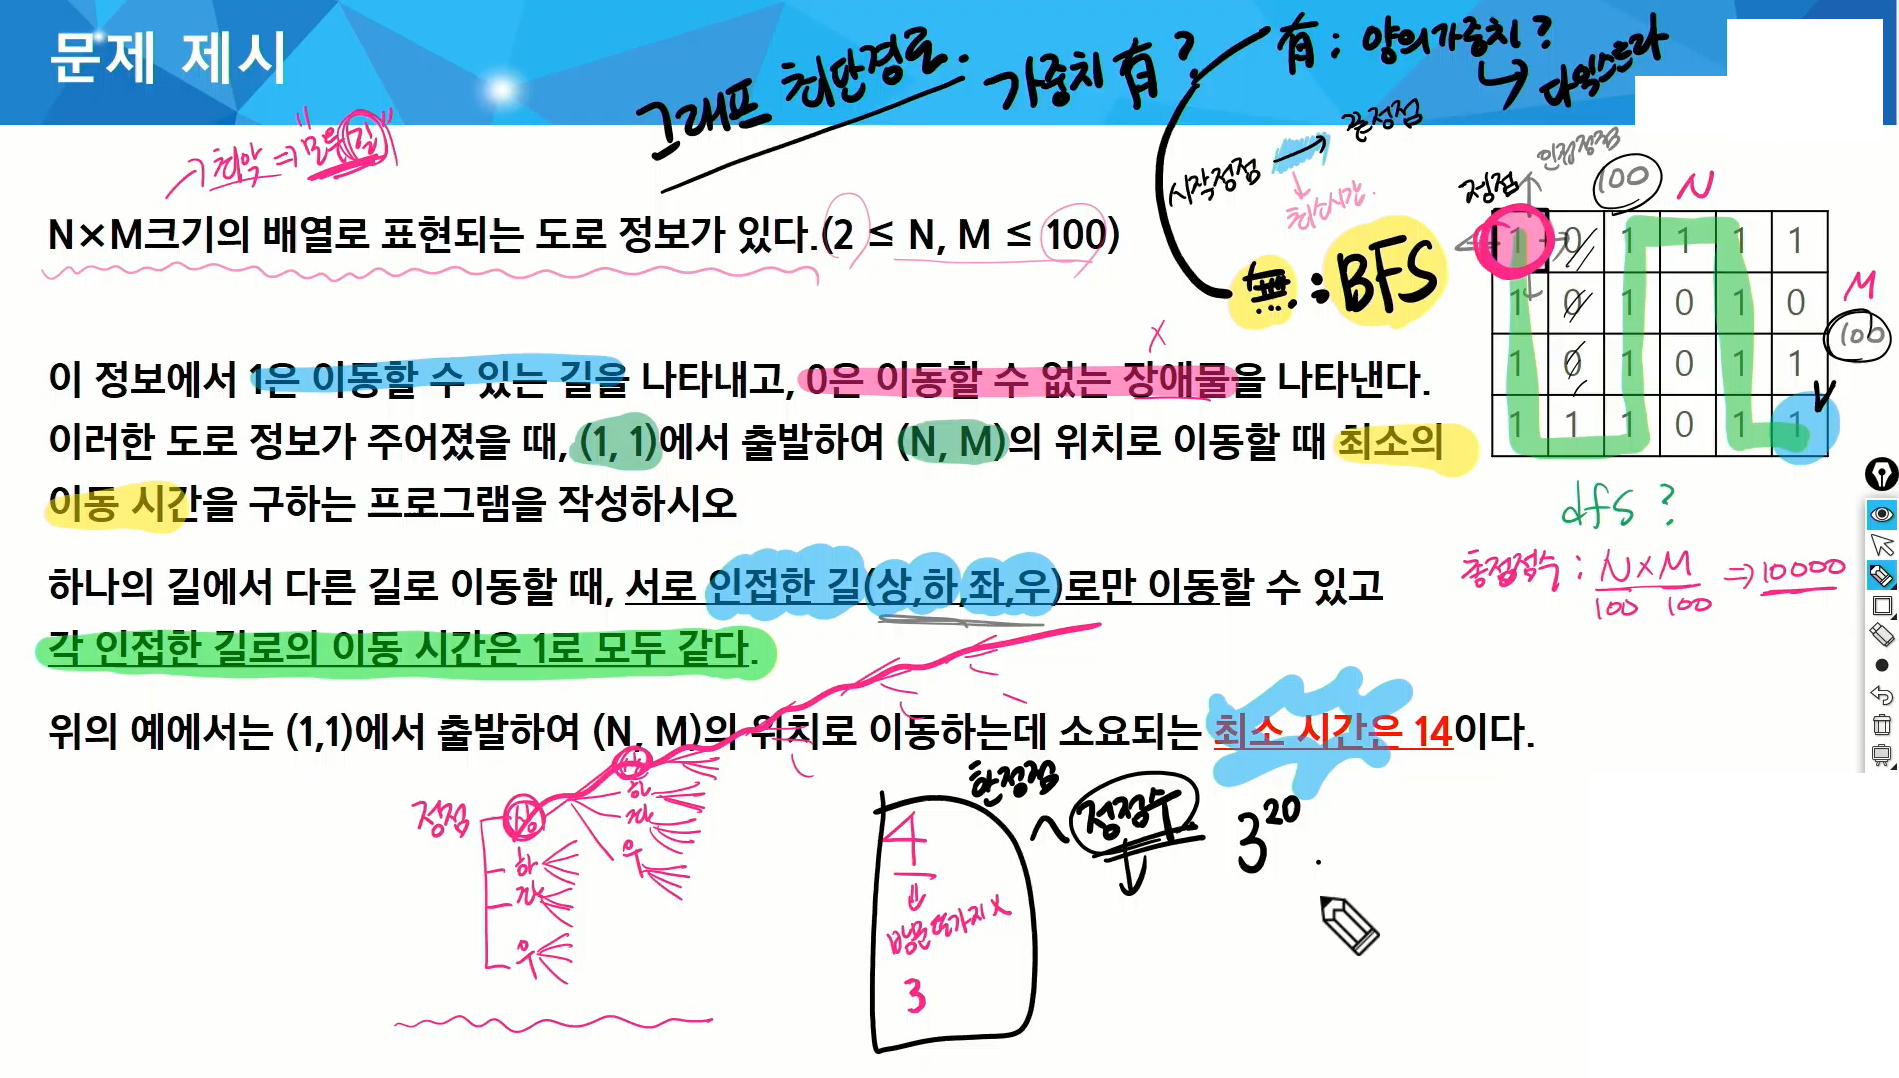 문제 제시
그래프 최단경로.
가중치 有?
有: 양의가중치?
↳ 다익스트라
시작정점 → 끝정점
최소시간.
無: BFS
→ 최악 ⇒ "모두 길"
N×M크기의 배열로 표현되는 도로 정보가 있다.(2 ≤ N, M ≤ 100)
이 정보에서 1은 이동할 수 있는 길을 나타내고, 0은 이동할 수 없는 장애물을 나타낸다.
x
이러한 도로 정보가 주어졌을 때, (1, 1)에서 출발하여 (N, M)의 위치로 이동할 때 최소의
이동 시간을 구하는 프로그램을 작성하시오
하나의 길에서 다른 길로 이동할 때, 서로 인접한 길(상,하,좌,우)로만 이동할 수 있고
각 인접한 길로의 이동 시간은 1로 모두 같다.
위의 예에서는 (1,1)에서 출발하여 (N, M)의 위치로 이동하는데 소요되는 최소 시간은 14이다.
정점 인접정점
100 N
M
100
1 0 1 1 1 1
1 0 1 0 1 0
1 0 1 0 1 1
1 1 1 0 1 1
dfs ?
총정점수 : N×M ⇒ 10000
100 100
정점
상
하
좌
우
상
하
좌
우
한정점
4
⇓
방문 또가지 x
3
^ 정점수
3^20